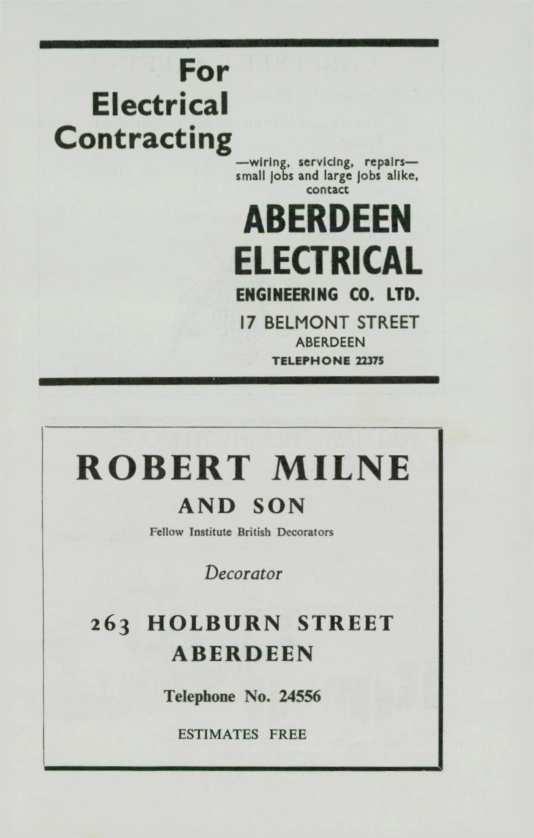 For
Electrical
Contracting
—wiring, servicing, repairs—
small jobs and large jobs alike,
contact
ABERDEEN
ELECTRICAL
ENGINEERING CO. LTD.
17 BELMONT STREET
ABERDEEN
TELEPHONE 22375
ROBERT MILNE
AND SON
Fellow Institute British Decorators
Decorator
263 HOLBURN STREET
ABERDEEN
Telephone No. 24556
ESTIMATES FREE